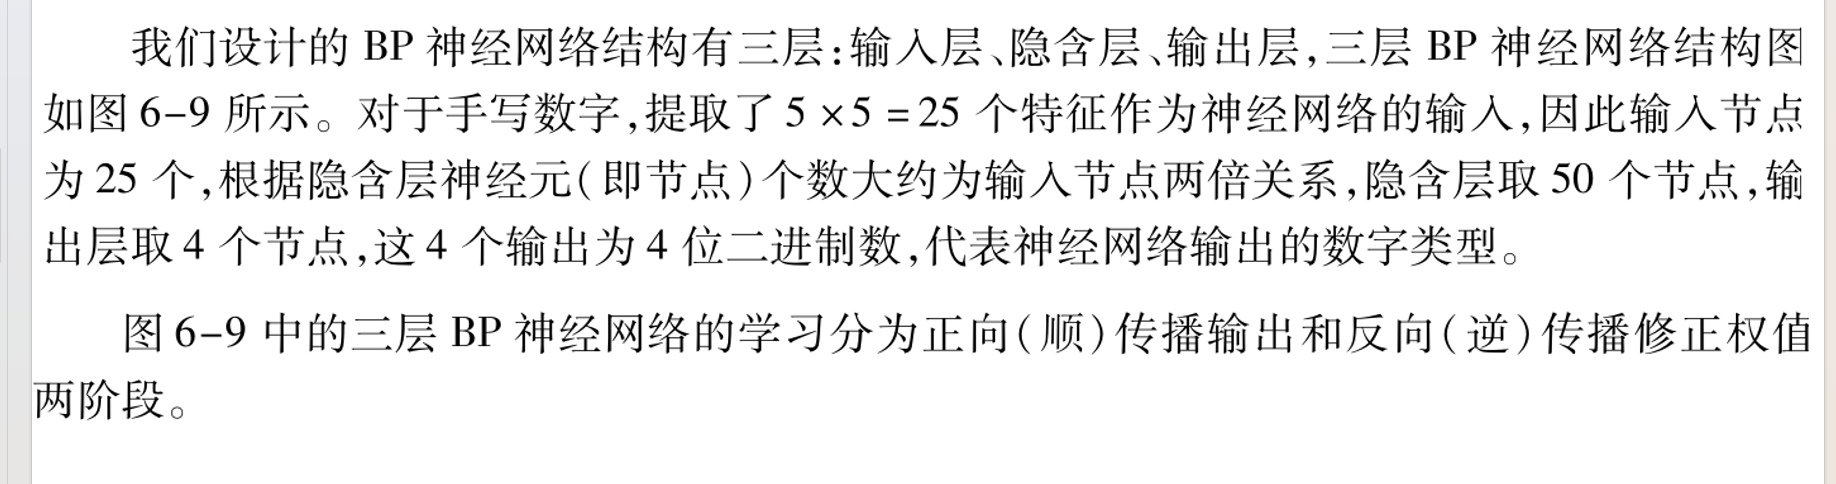 我们设计的 BP 神经网络结构有三层:输入层、隐含层、输出层,三层 BP 神经网络结构图
如图 6-9 所示。对于手写数字,提取了 5 ×5 =25 个特征作为神经网络的输入,因此输入节点
为 25 个,根据隐含层神经元(即节点)个数大约为输入节点两倍关系,隐含层取 50 个节点,输
出层取 4 个节点,这 4 个输出为 4 位二进制数,代表神经网络输出的数字类型。
图 6-9 中的三层 BP 神经网络的学习分为正向(顺)传播输出和反向(逆)传播修正权值
两阶段。